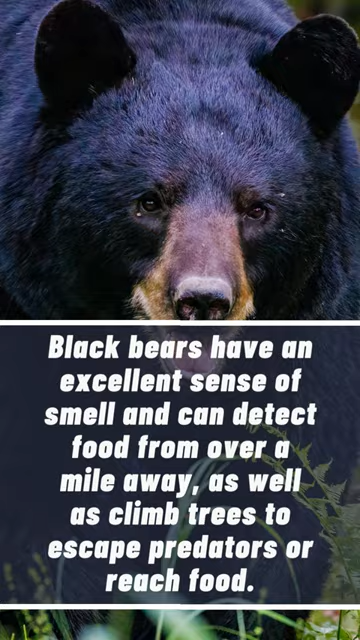 Black bears have an
excellent sense of
smell and can detect
food from over a
mile away, as well
as climb trees to
escape predators or
reach food.